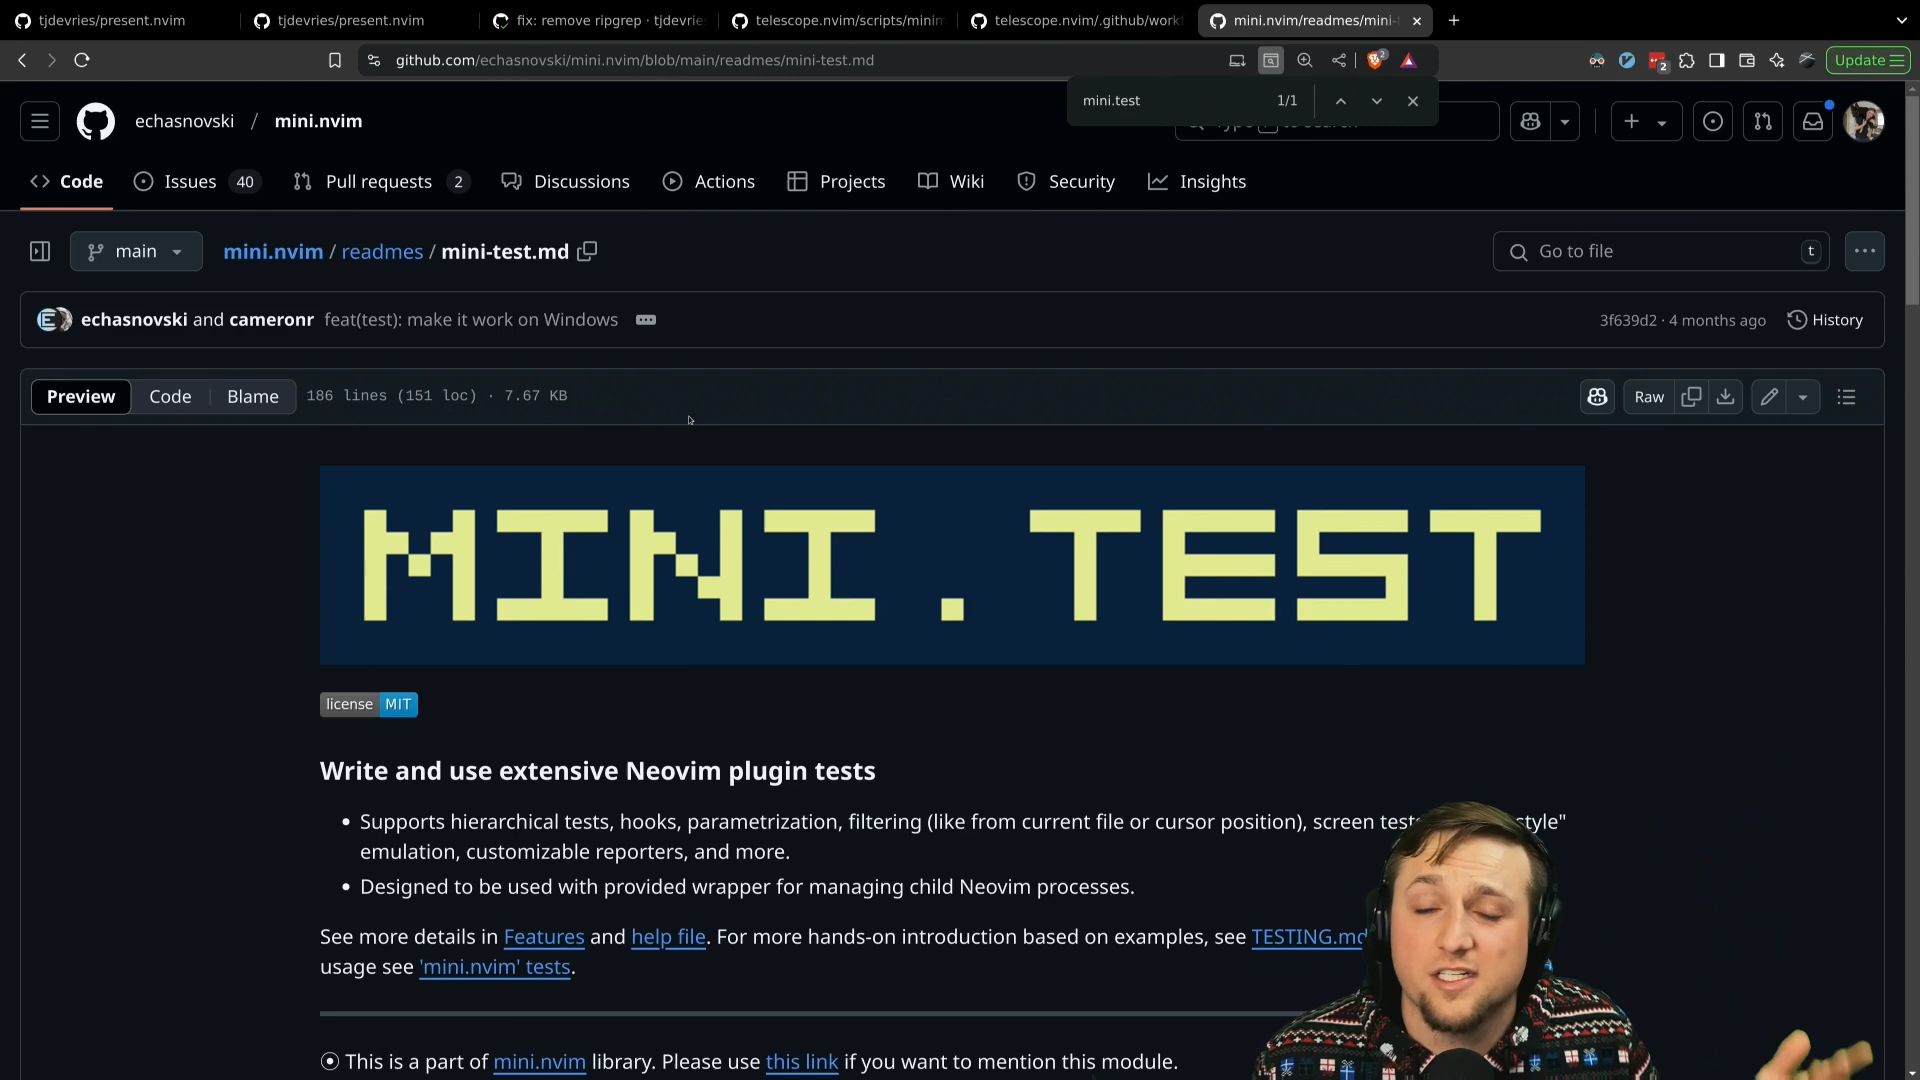 tjdevries/present.nvim
tjdevries/present.nvim
fix: remove ripgrep · tjdevries
telescope.nvim/scripts/minim
telescope.nvim/.github/workf
mini.nvim/readmes/mini-
github.com/echasnovski/mini.nvim/blob/main/readmes/mini-test.md
2
2
Update
mini.test
1/1
echasnovski / mini.nvim
Code
Issues 40
Pull requests 2
Discussions
Actions
Projects
Wiki
Security
Insights
main
mini.nvim / readmes / mini-test.md
Go to file
t
echasnovski and cameronr feat(test): make it work on Windows
3f639d2 · 4 months ago
History
Preview
Code
Blame
186 lines (151 loc) · 7.67 KB
Raw
MINI.TEST
license MIT
Write and use extensive Neovim plugin tests
• Supports hierarchical tests, hooks, parametrization, filtering (like from current file or cursor position), screen tests style"
emulation, customizable reporters, and more.
• Designed to be used with provided wrapper for managing child Neovim processes.
See more details in Features and help file. For more hands-on introduction based on examples, see TESTING.md
usage see 'mini.nvim' tests.
This is a part of mini.nvim library. Please use this link if you want to mention this module.